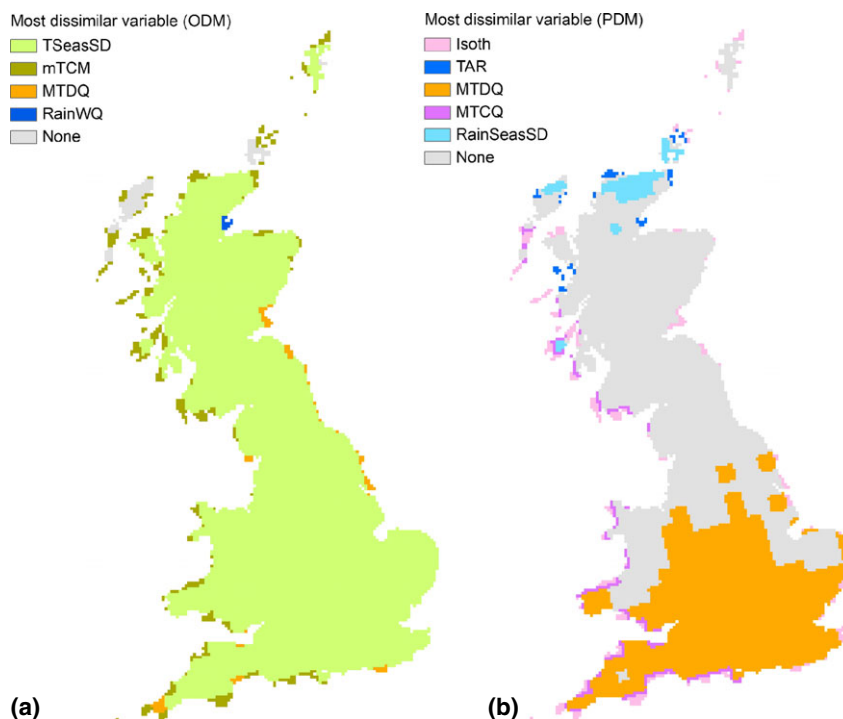 Most dissimilar variable (ODM)
TSeasSD
mTCM
MTDQ
RainWQ
None
(a)
Most dissimilar variable (PDM)
Isoth
TAR
MTDQ
MTCQ
RainSeasSD
None
(b)